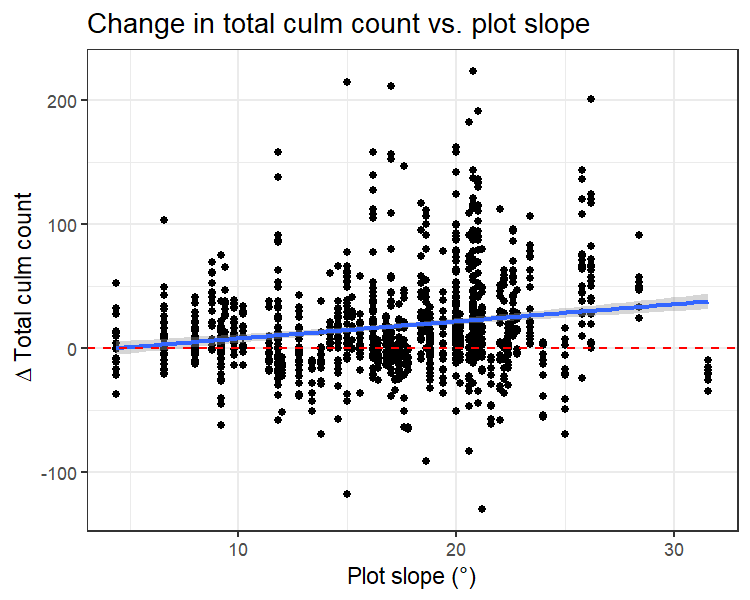 Change in total culm count vs. plot slope
Δ Total culm count
200
100
0
-100
10
20
30
Plot slope (°)